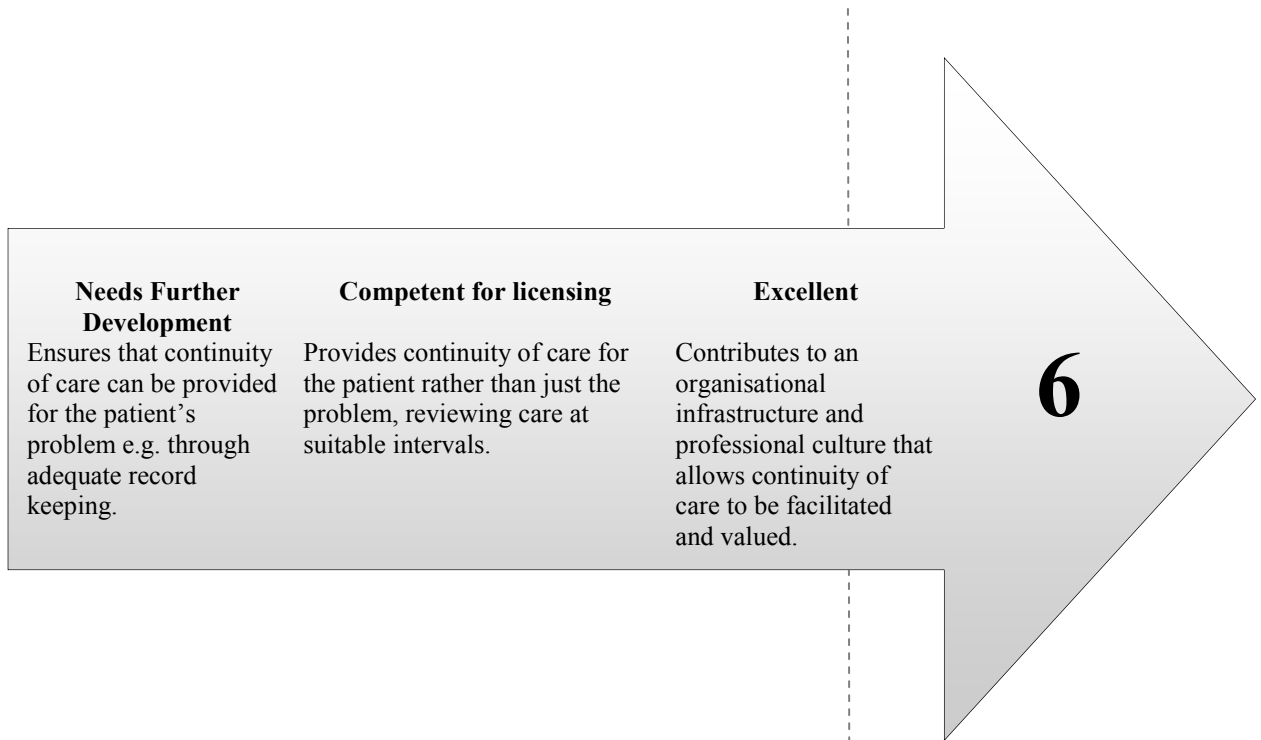 Needs Further
Development
Ensures that continuity
of care can be provided
for the patient’s
problem e.g. through
adequate record
keeping.
Competent for licensing
Provides continuity of care for
the patient rather than just the
problem, reviewing care at
suitable intervals.
Excellent
Contributes to an
organisational
infrastructure and
professional culture that
allows continuity of
care to be facilitated
and valued.
6